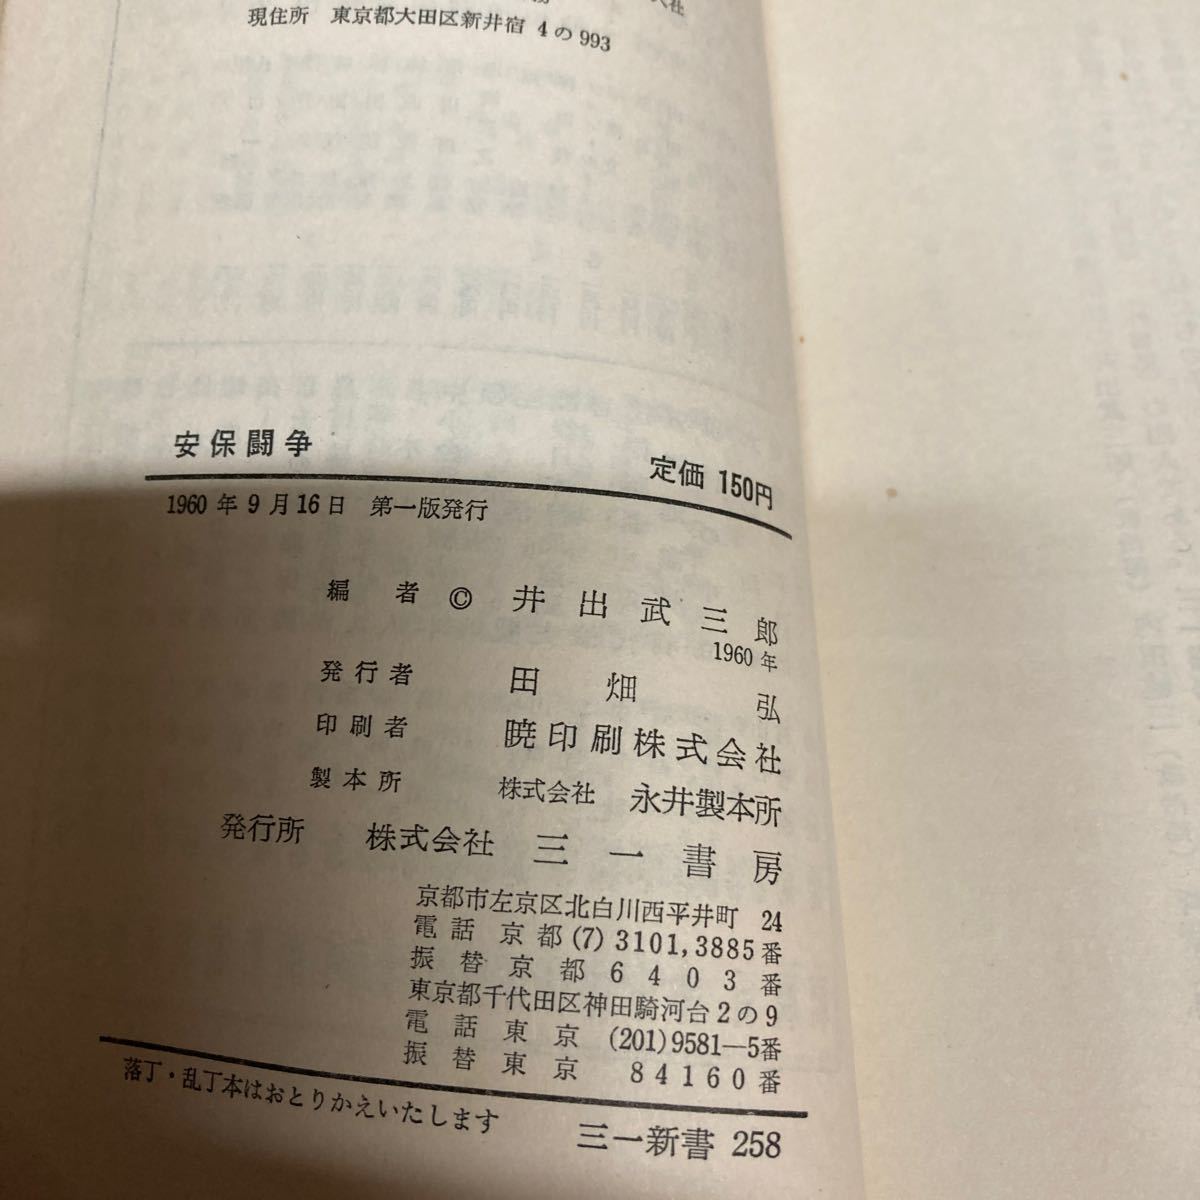 現住所 東京都大田区新井宿 4の993
安保闘争
定価 150円
1960年9月16日 第一版発行
編者 © 井出武三郎
1960年
発行者 田畑弘
印刷者 暁印刷株式会社
製本所 株式会社 永井製本所
発行所 株式会社 三一書房
京都市左京区北白川西平井町 24
電話京都(7)3101,3885番
振替京都6403番
東京都千代田区神田駿河台2の9
電話東京(201)9581―5番
振替東京84160番
落丁・乱丁本はおとりかえいたします
三一新書 258